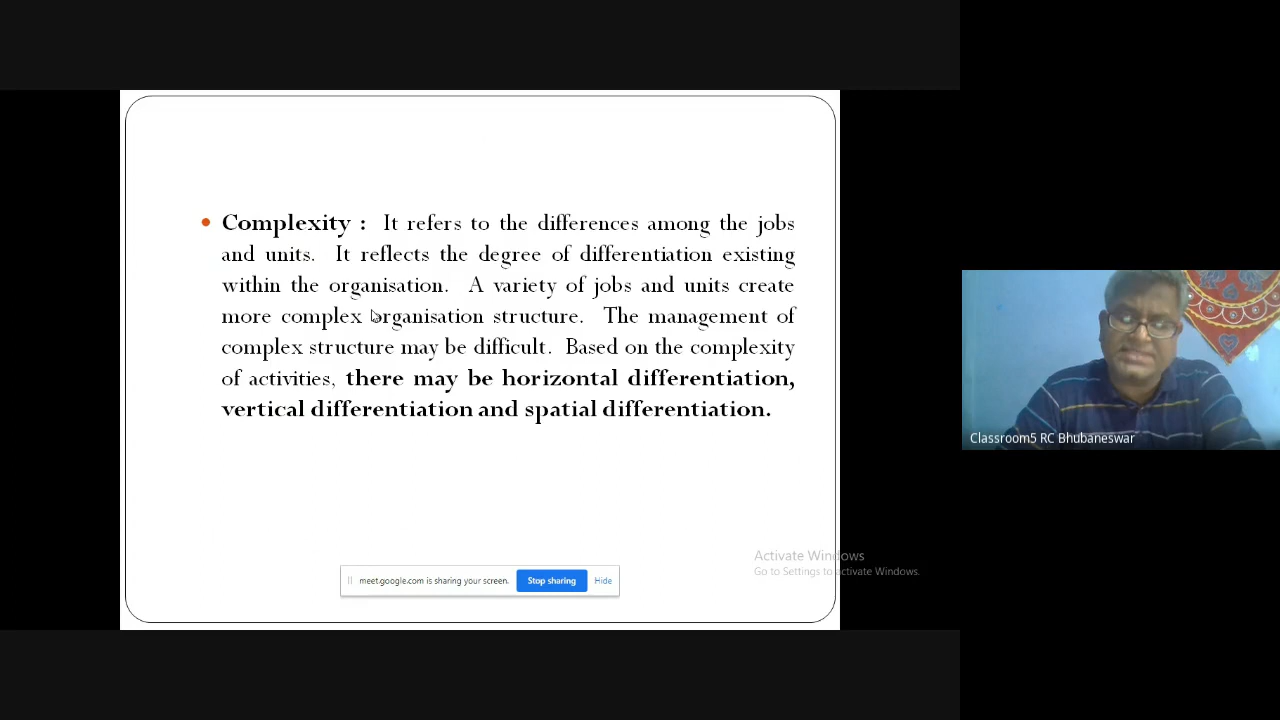 • Complexity : It refers to the differences among the jobs
and units. It reflects the degree of differentiation existing
within the organisation. A variety of jobs and units create
more complex organisation structure. The management of
complex structure may be difficult. Based on the complexity
of activities, there may be horizontal differentiation,
vertical differentiation and spatial differentiation.
Classroom5 RC Bhubaneswar
Activate Windows
Go to Settings to activate Windows.
meet.google.com is sharing your screen. Stop sharing Hide